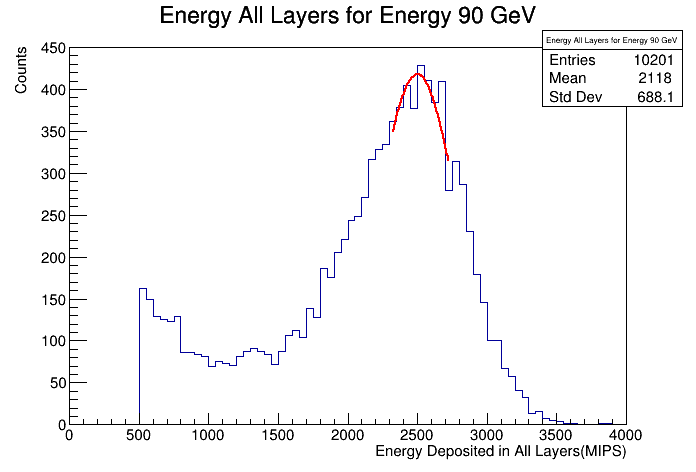 Energy All Layers for Energy 90 GeV
Energy All Layers for Energy 90 GeV
Entries 10201
Mean 2118
Std Dev 688.1
Counts
450
400
350
300
250
200
150
100
50
0
0 500 1000 1500 2000 2500 3000 3500 4000
Energy Deposited in All Layers(MIPS)